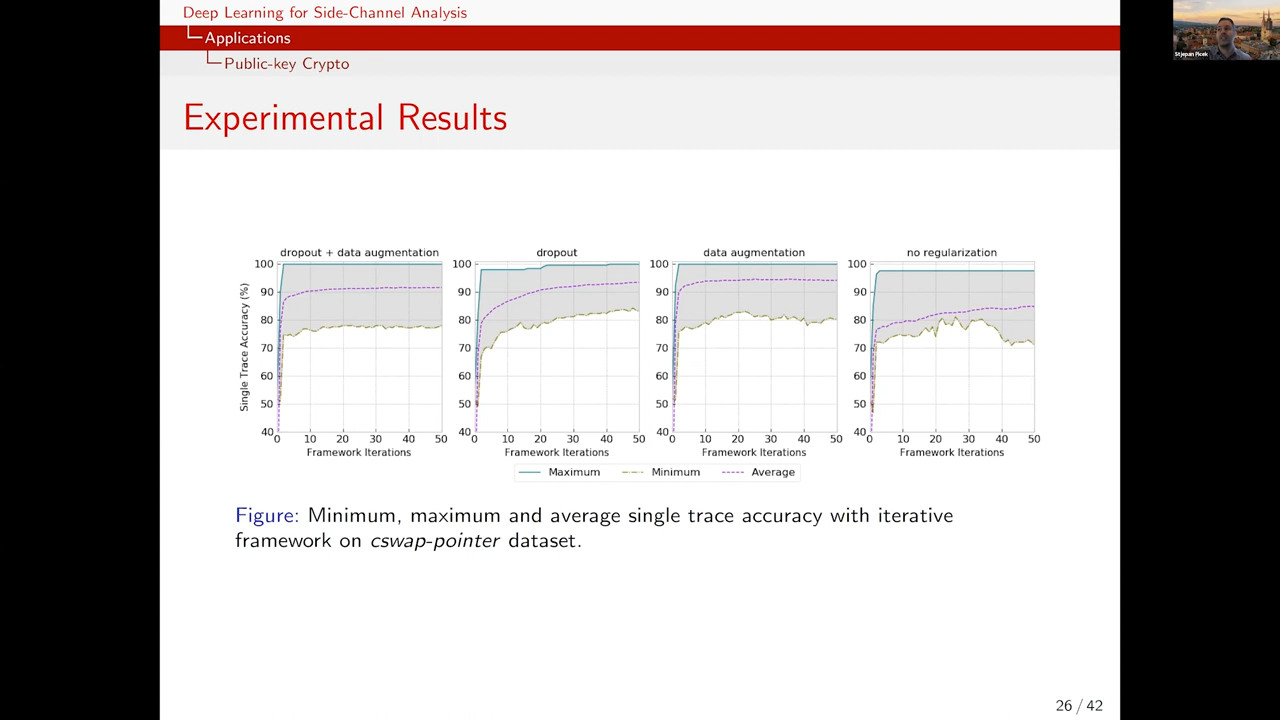 Deep Learning for Side-Channel Analysis
Applications
Public-key Crypto
Stjepan Picek
Experimental Results
dropout + data augmentation
dropout
data augmentation
no regularization
Single Trace Accuracy (%)
100
90
80
70
60
50
40
0 10 20 30 40 50
Framework Iterations
100
90
80
70
60
50
40
0 10 20 30 40 50
Framework Iterations
100
90
80
70
60
50
40
0 10 20 30 40 50
Framework Iterations
100
90
80
70
60
50
40
0 10 20 30 40 50
Framework Iterations
Maximum Minimum Average
Figure: Minimum, maximum and average single trace accuracy with iterative
framework on cswap-pointer dataset.
26 / 42